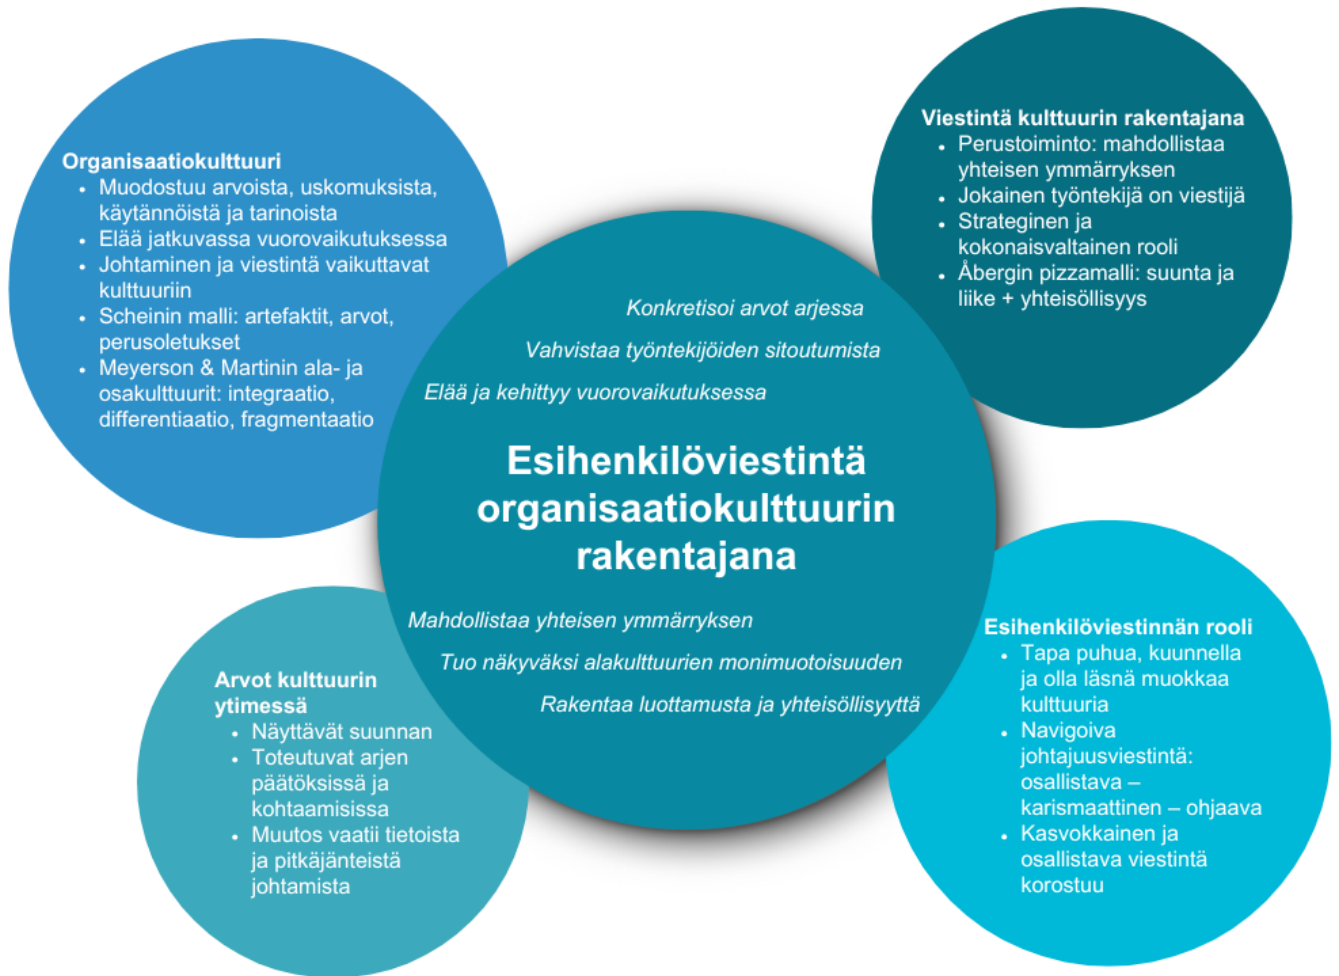 Organisaatiokulttuuri
• Muodostuu arvoista, uskomuksista,
käytännöistä ja tarinoista
• Elää jatkuvassa vuorovaikutuksessa
• Johtaminen ja viestintä vaikuttavat
kulttuuriin
• Scheinin malli: artefaktit, arvot,
perusoletukset
• Meyerson & Martinin ala- ja
osakulttuurit: integraatio,
differentiaatio, fragmentaatio
Viestintä kulttuurin rakentajana
• Perustoiminto: mahdollistaa
yhteisen ymmärryksen
• Jokainen työntekijä on viestijä
• Strateginen ja
kokonaisvaltainen rooli
• Åbergin pizzamalli: suunta ja
liike + yhteisöllisyys
Konkretisoi arvot arjessa
Vahvistaa työntekijöiden sitoutumista
Elää ja kehittyy vuorovaikutuksessa
Esihenkilöviestintä
organisaatiokulttuurin
rakentajana
Mahdollistaa yhteisen ymmärryksen
Tuo näkyväksi alakulttuurien monimuotoisuuden
Rakentaa luottamusta ja yhteisöllisyyttä
Arvot kulttuurin
ytimessä
• Näyttävät suunnan
• Toteutuvat arjen
päätöksissä ja
kohtaamisissa
• Muutos vaatii tietoista
ja pitkäjänteistä
johtamista
Esihenkilöviestinnän rooli
• Tapa puhua, kuunnella
ja olla läsnä muokkaa
kulttuuria
• Navigoiva
johtajuusviestintä:
osallistava –
karismaattinen – ohjaava
• Kasvokkainen ja
osallistava viestintä
korostuu